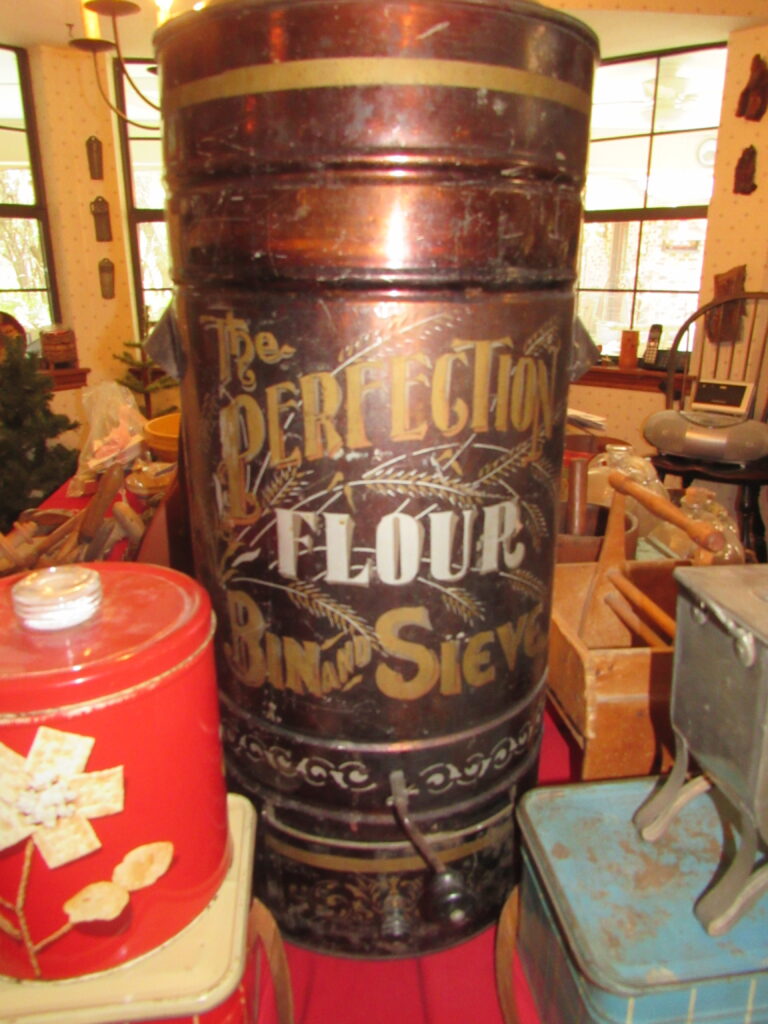 The
PERFECTION
FLOUR
BIN AND SIEVE